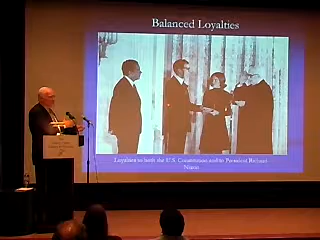 Balanced Loyalties
Loyalties to both the U.S. Constitution and to President Richard
Nixon